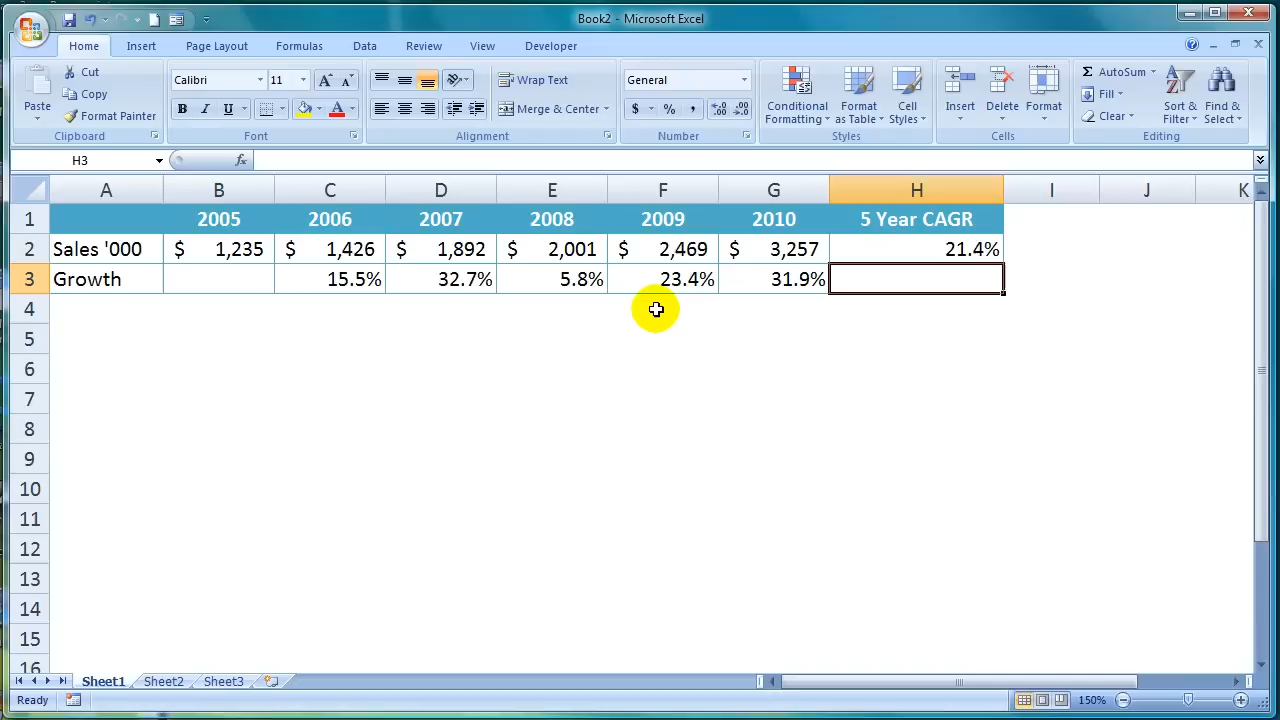 Book2 - Microsoft Excel
Home Insert Page Layout Formulas Data Review View Developer
Paste Cut Copy Format Painter Clipboard
Calibri 11 A A B I U A Font
Wrap Text Merge & Center Alignment
General $ % , .00 .0 Number
Conditional Formatting Format as Table Cell Styles Styles
Insert Delete Format Cells
Σ AutoSum Fill Clear Sort & Filter Find & Select Editing
H3 fx
A B C D E F G H I J K
1 2005 2006 2007 2008 2009 2010 5 Year CAGR
2 Sales '000 $ 1,235 $ 1,426 $ 1,892 $ 2,001 $ 2,469 $ 3,257 21.4%
3 Growth 15.5% 32.7% 5.8% 23.4% 31.9%
4
5
6
7
8
9
10
11
12
13
14
15
16
Sheet1 Sheet2 Sheet3
Ready 150%